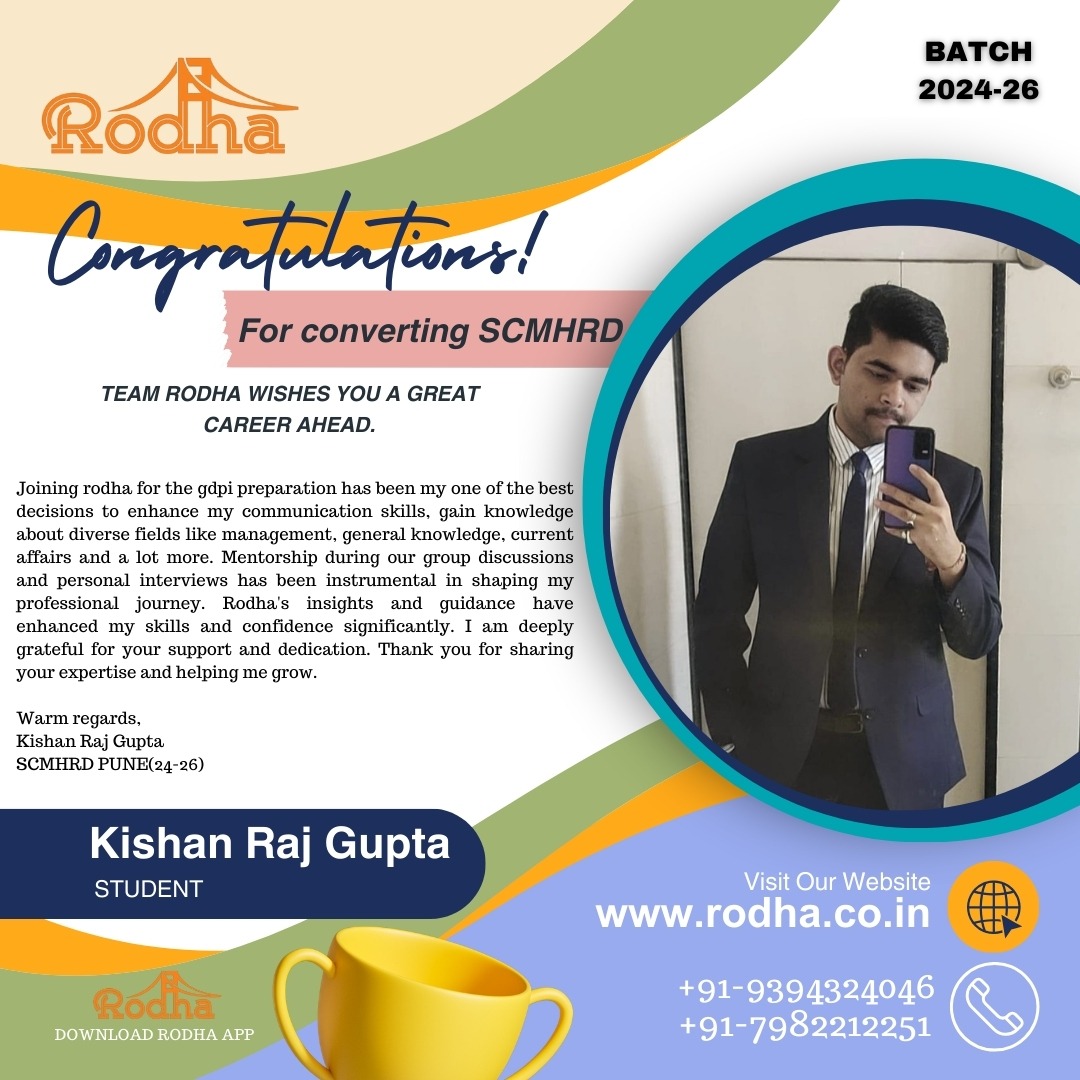 Rodha
BATCH
2024-26
Congratulations!
For converting SCMHRD
TEAM RODHA WISHES YOU A GREAT
CAREER AHEAD.
Joining rodha for the gdpi preparation has been my one of the best
decisions to enhance my communication skills, gain knowledge
about diverse fields like management, general knowledge, current
affairs and a lot more. Mentorship during our group discussions
and personal interviews has been instrumental in shaping my
professional journey. Rodha's insights and guidance have
enhanced my skills and confidence significantly. I am deeply
grateful for your support and dedication. Thank you for sharing
your expertise and helping me grow.
Warm regards,
Kishan Raj Gupta
SCMHRD PUNE(24-26)
Kishan Raj Gupta
STUDENT
Visit Our Website
www.rodha.co.in
+91-9394324046
+91-7982212251
Rodha
DOWNLOAD RODHA APP